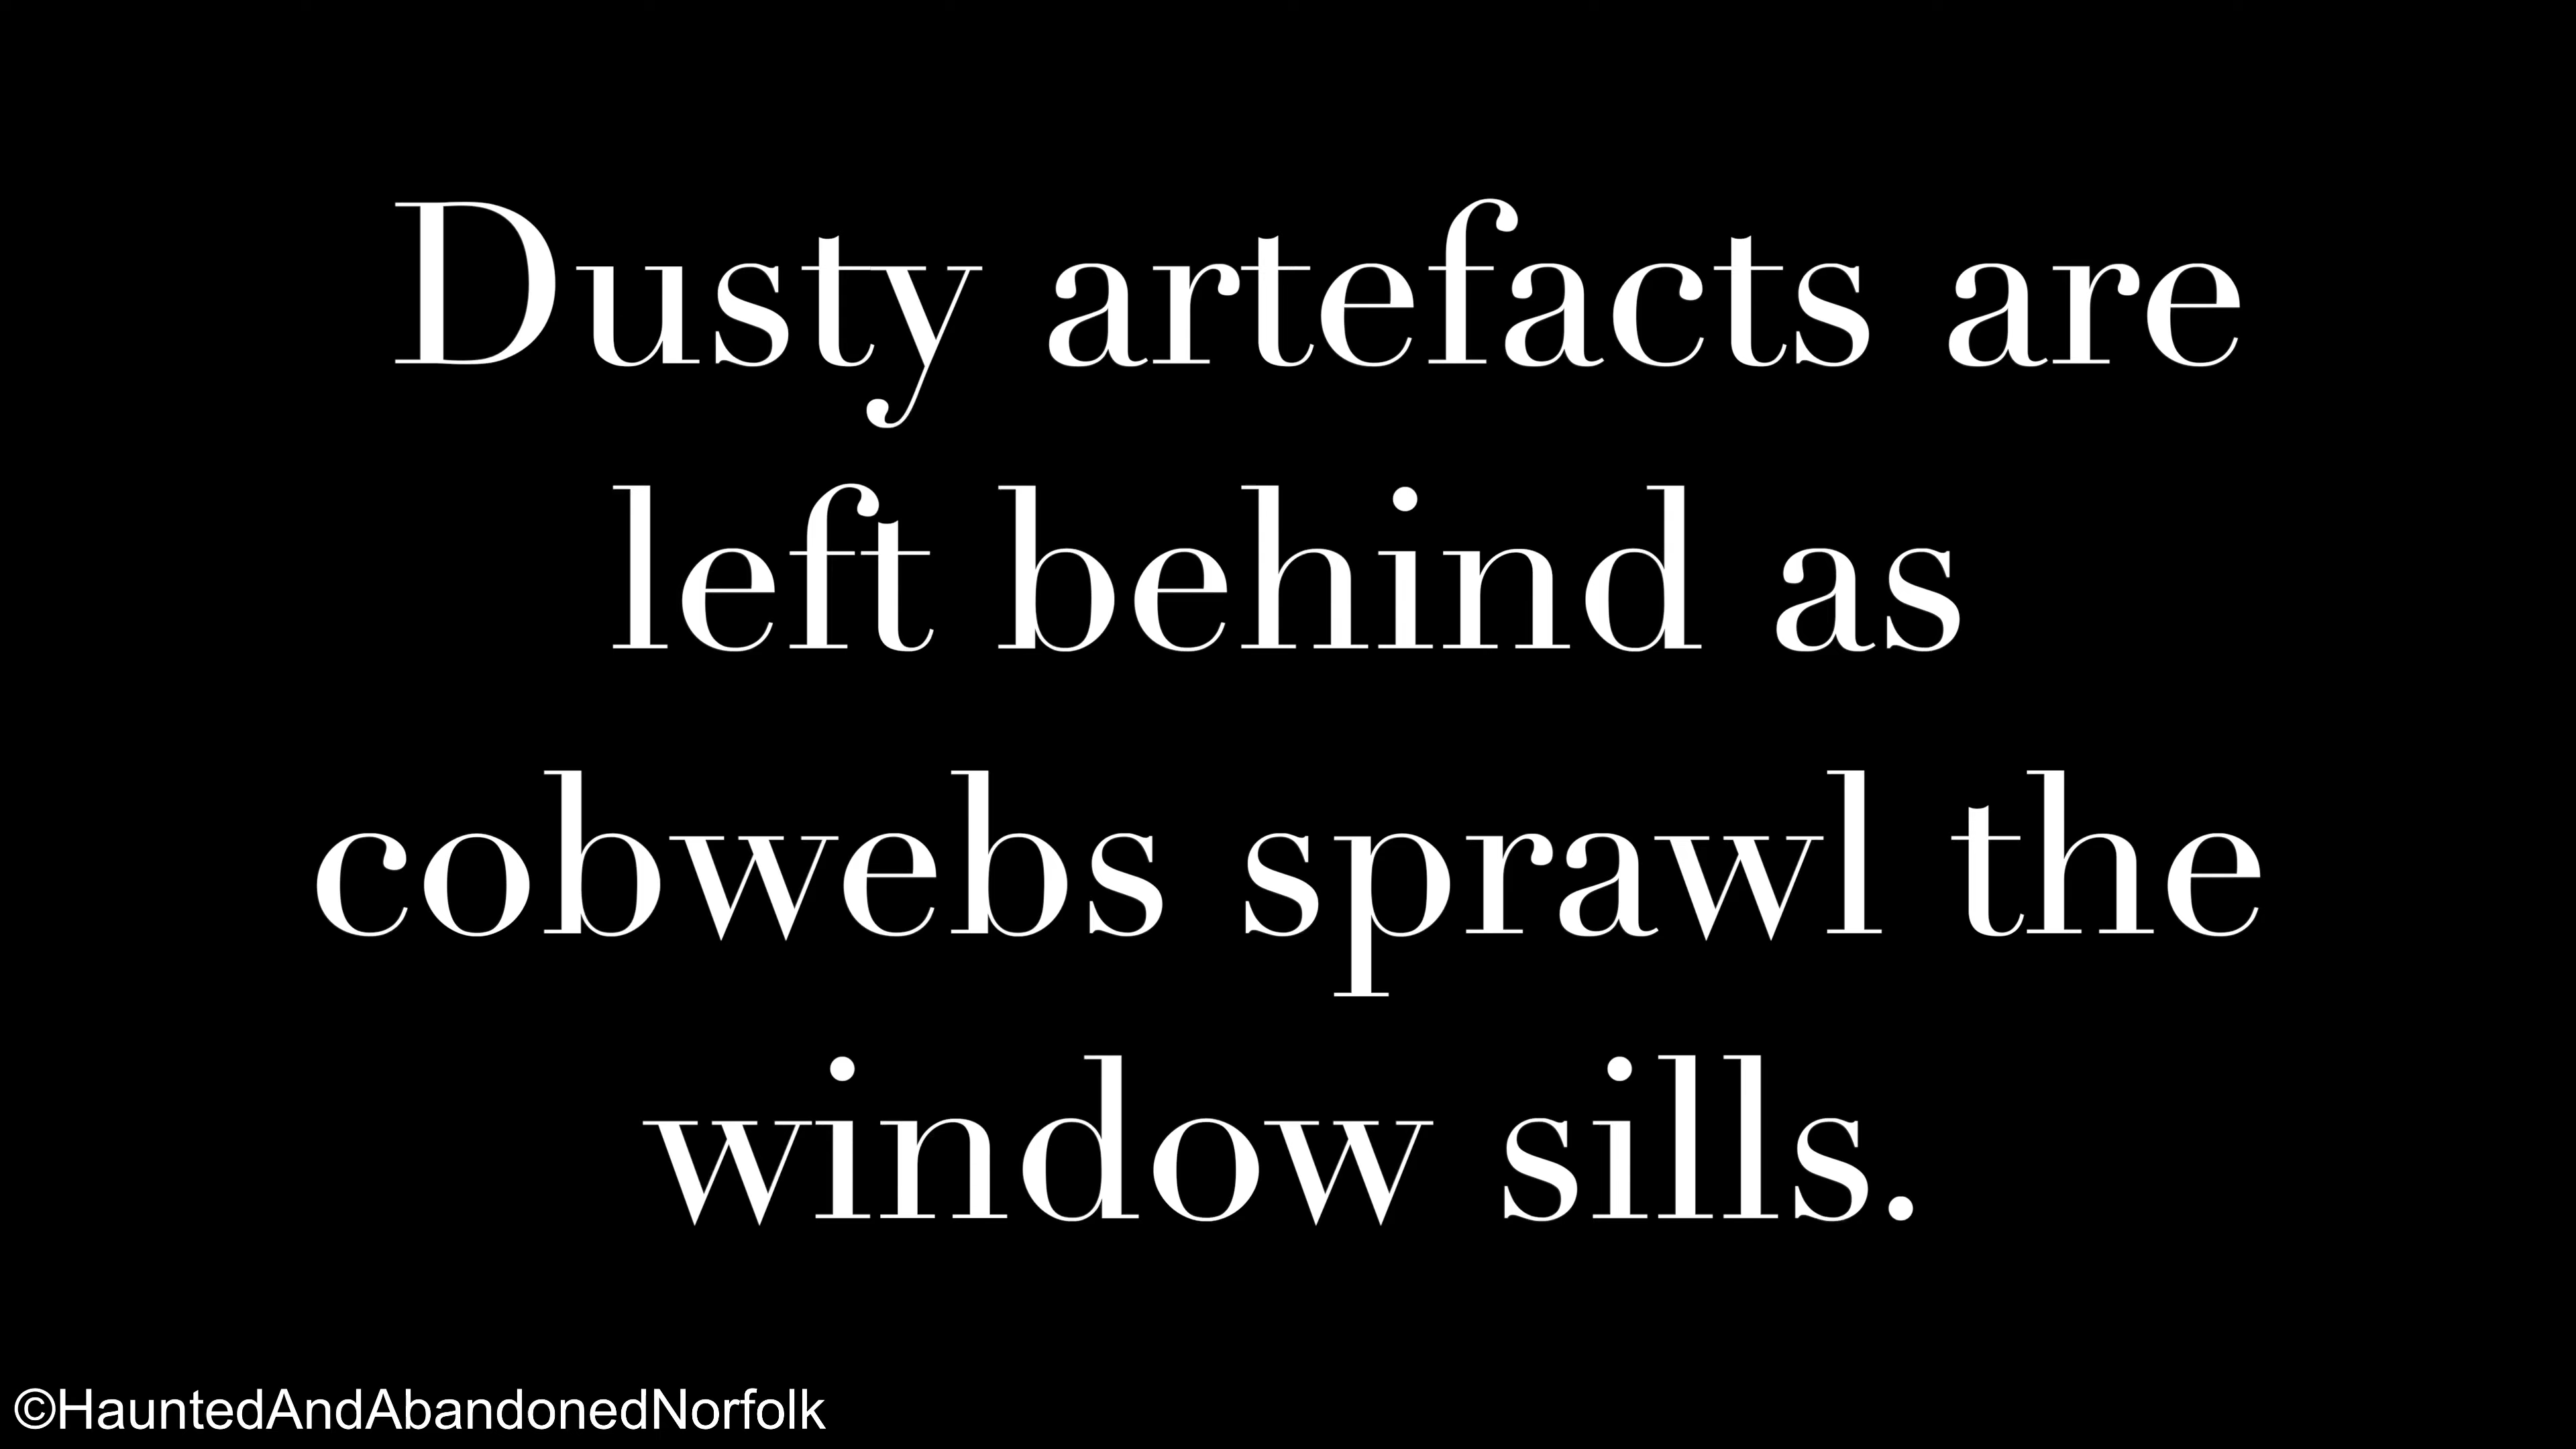 Dusty artefacts are
left behind as
cobwebs sprawl the
window sills.
©HauntedAndAbandonedNorfolk